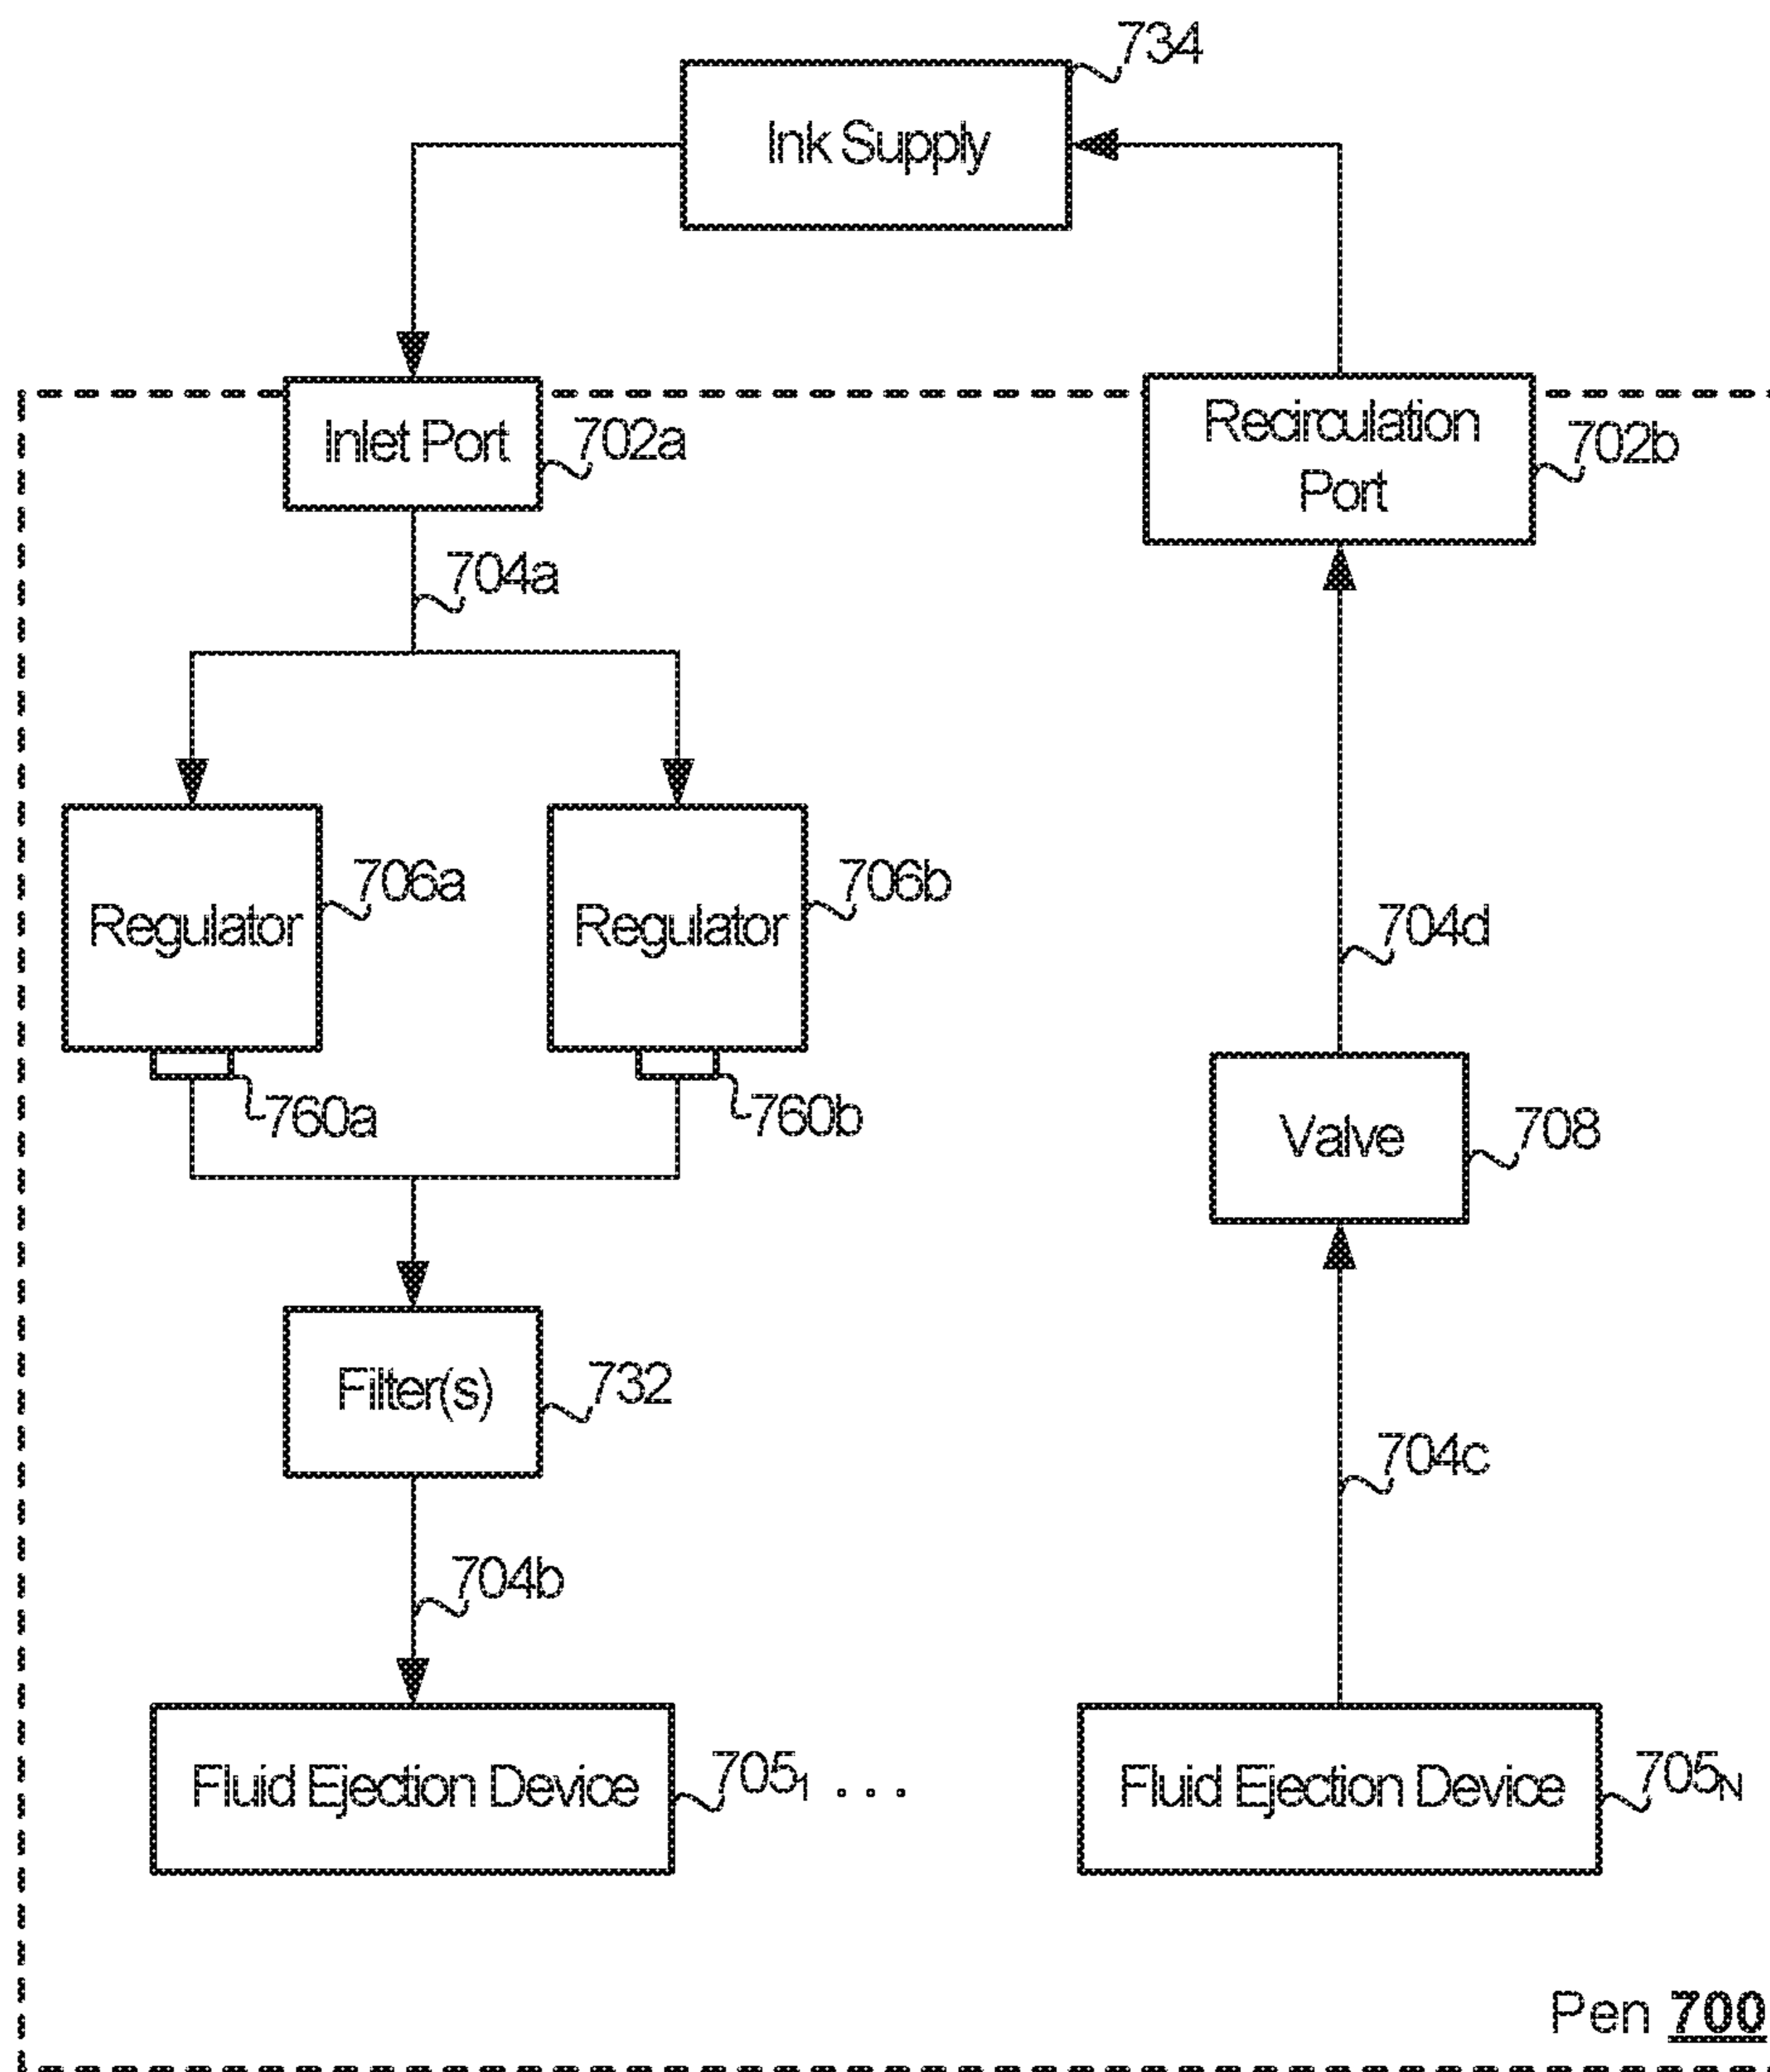 734
Ink Supply
Inlet Port
702a
Recirculation
Port
702b
704a
706a
Regulator
706b
Regulator
704d
760a
760b
Valve
708
Filter(s)
732
704c
704b
Fluid Ejection Device
705₁ . . .
Fluid Ejection Device
705N
Pen 700